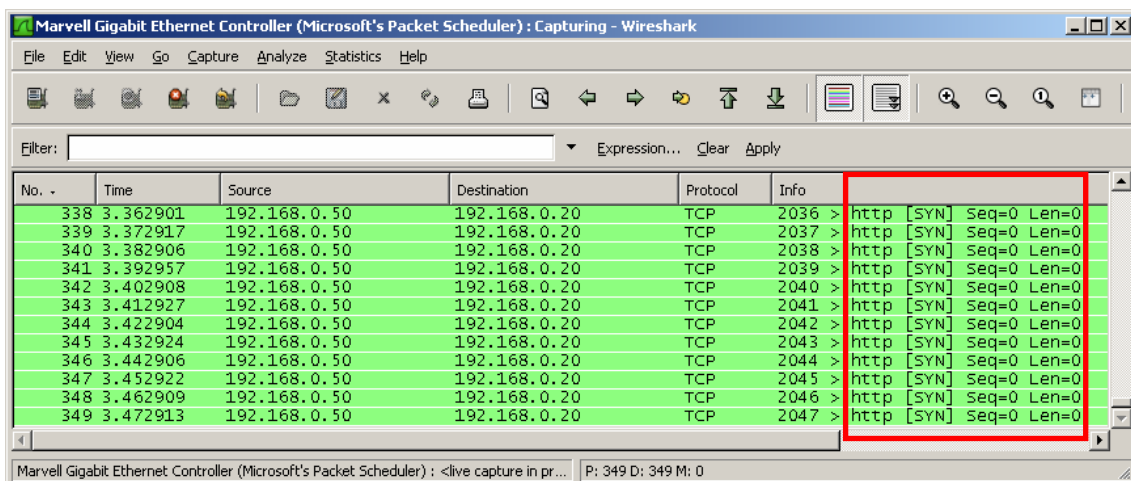 Marvell Gigabit Ethernet Controller (Microsoft's Packet Scheduler) : Capturing - Wireshark
File Edit View Go Capture Analyze Statistics Help
Filter: Expression... Clear Apply
No. Time Source Destination Protocol Info
338 3.362901 192.168.0.50 192.168.0.20 TCP 2036 > http [SYN] Seq=0 Len=0
339 3.372917 192.168.0.50 192.168.0.20 TCP 2037 > http [SYN] Seq=0 Len=0
340 3.382906 192.168.0.50 192.168.0.20 TCP 2038 > http [SYN] Seq=0 Len=0
341 3.392957 192.168.0.50 192.168.0.20 TCP 2039 > http [SYN] Seq=0 Len=0
342 3.402908 192.168.0.50 192.168.0.20 TCP 2040 > http [SYN] Seq=0 Len=0
343 3.412927 192.168.0.50 192.168.0.20 TCP 2041 > http [SYN] Seq=0 Len=0
344 3.422904 192.168.0.50 192.168.0.20 TCP 2042 > http [SYN] Seq=0 Len=0
345 3.432924 192.168.0.50 192.168.0.20 TCP 2043 > http [SYN] Seq=0 Len=0
346 3.442906 192.168.0.50 192.168.0.20 TCP 2044 > http [SYN] Seq=0 Len=0
347 3.452922 192.168.0.50 192.168.0.20 TCP 2045 > http [SYN] Seq=0 Len=0
348 3.462909 192.168.0.50 192.168.0.20 TCP 2046 > http [SYN] Seq=0 Len=0
349 3.472913 192.168.0.50 192.168.0.20 TCP 2047 > http [SYN] Seq=0 Len=0
Marvell Gigabit Ethernet Controller (Microsoft's Packet Scheduler) : <live capture in pr... P: 349 D: 349 M: 0